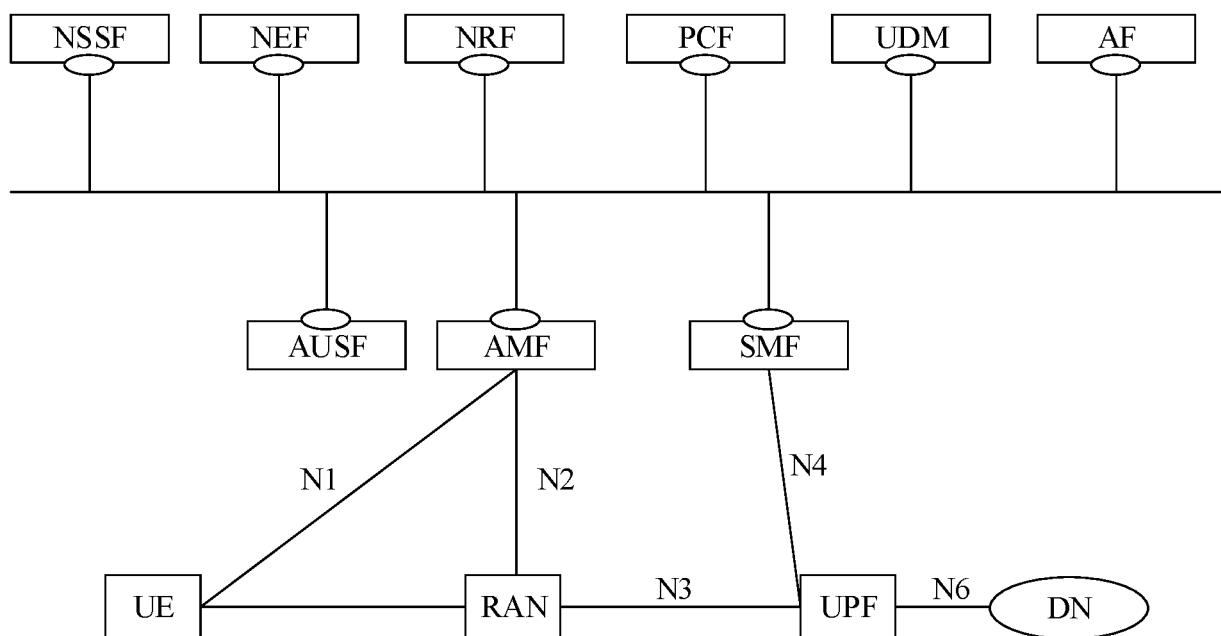 NSSF NEF NRF PCF UDM AF
AUSF AMF SMF
N1 N2 N4
UE RAN N3 UPF N6 DN